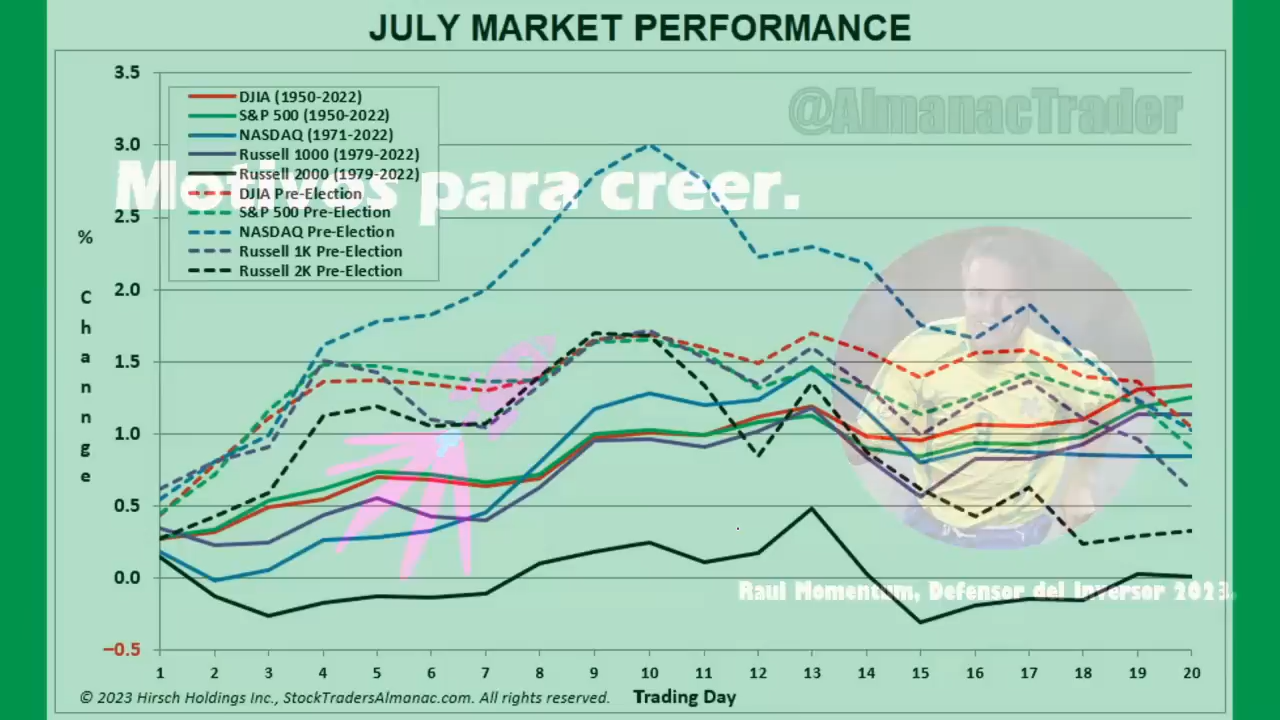 JULY MARKET PERFORMANCE
@AlmanacTrader
3.5
3.0
2.5
2.0
1.5
1.0
0.5
0.0
−0.5
%
C
h
a
n
n
g
e
DJIA (1950-2022)
S&P 500 (1950-2022)
NASDAQ (1971-2022)
Russell 1000 (1979-2022)
Russell 2000 (1979-2022)
DJIA Pre-Election
S&P 500 Pre-Election
NASDAQ Pre-Election
Russell 1K Pre-Election
Russell 2K Pre-Election
Motivos para creer.
9
Raul Momentum, Defensor del Inversor 2023.
1 2 3 4 5 6 7 8 9 10 11 12 13 14 15 16 17 18 19 20
© 2023 Hirsch Holdings Inc., StockTradersAlmanac.com. All rights reserved.
Trading Day